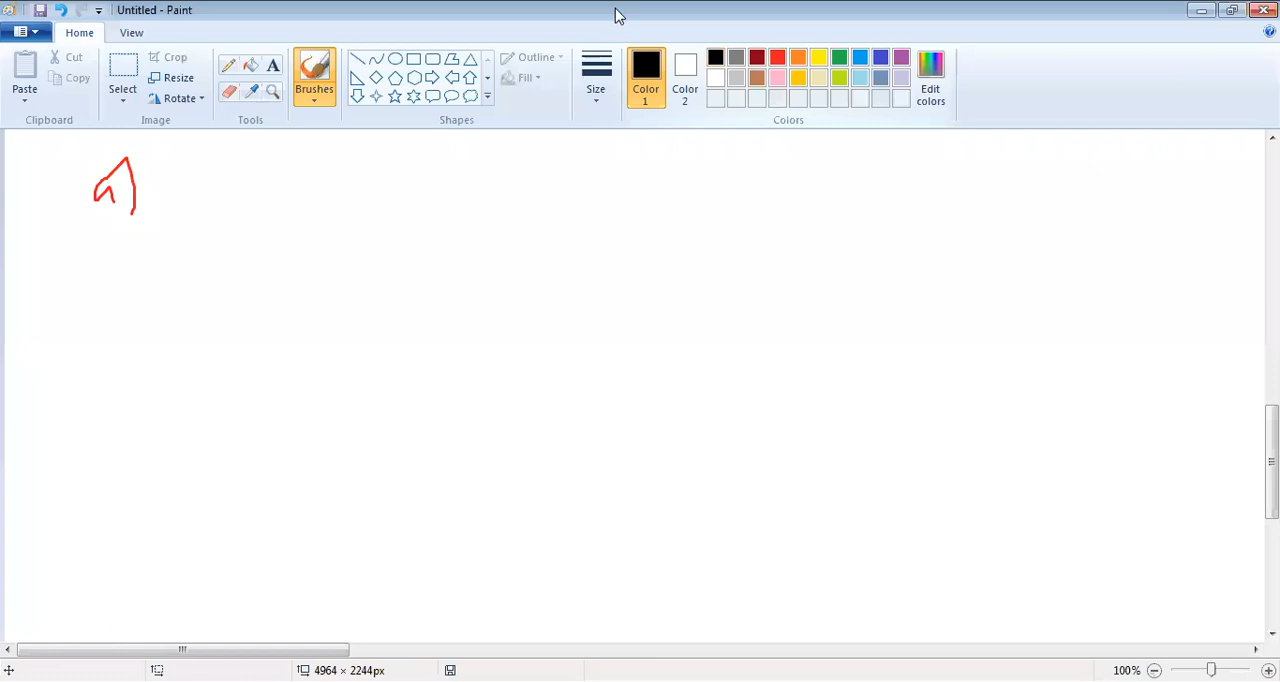 Untitled - Paint
Home View
Paste Cut Copy Select Crop Resize Rotate Brushes Outline Fill Size Color 1 Color 2 Edit colors
Clipboard Image Tools Shapes Colors
a)
4964 × 2244px 100%